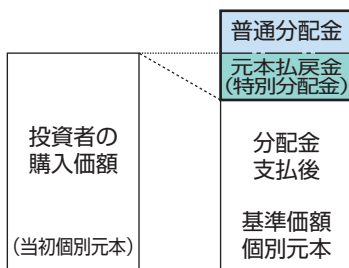 普通分配金
元本払戻金
(特別分配金)
投資者の
購入価額
(当初個別元本)
分配金
支払後
基準価額
個別元本